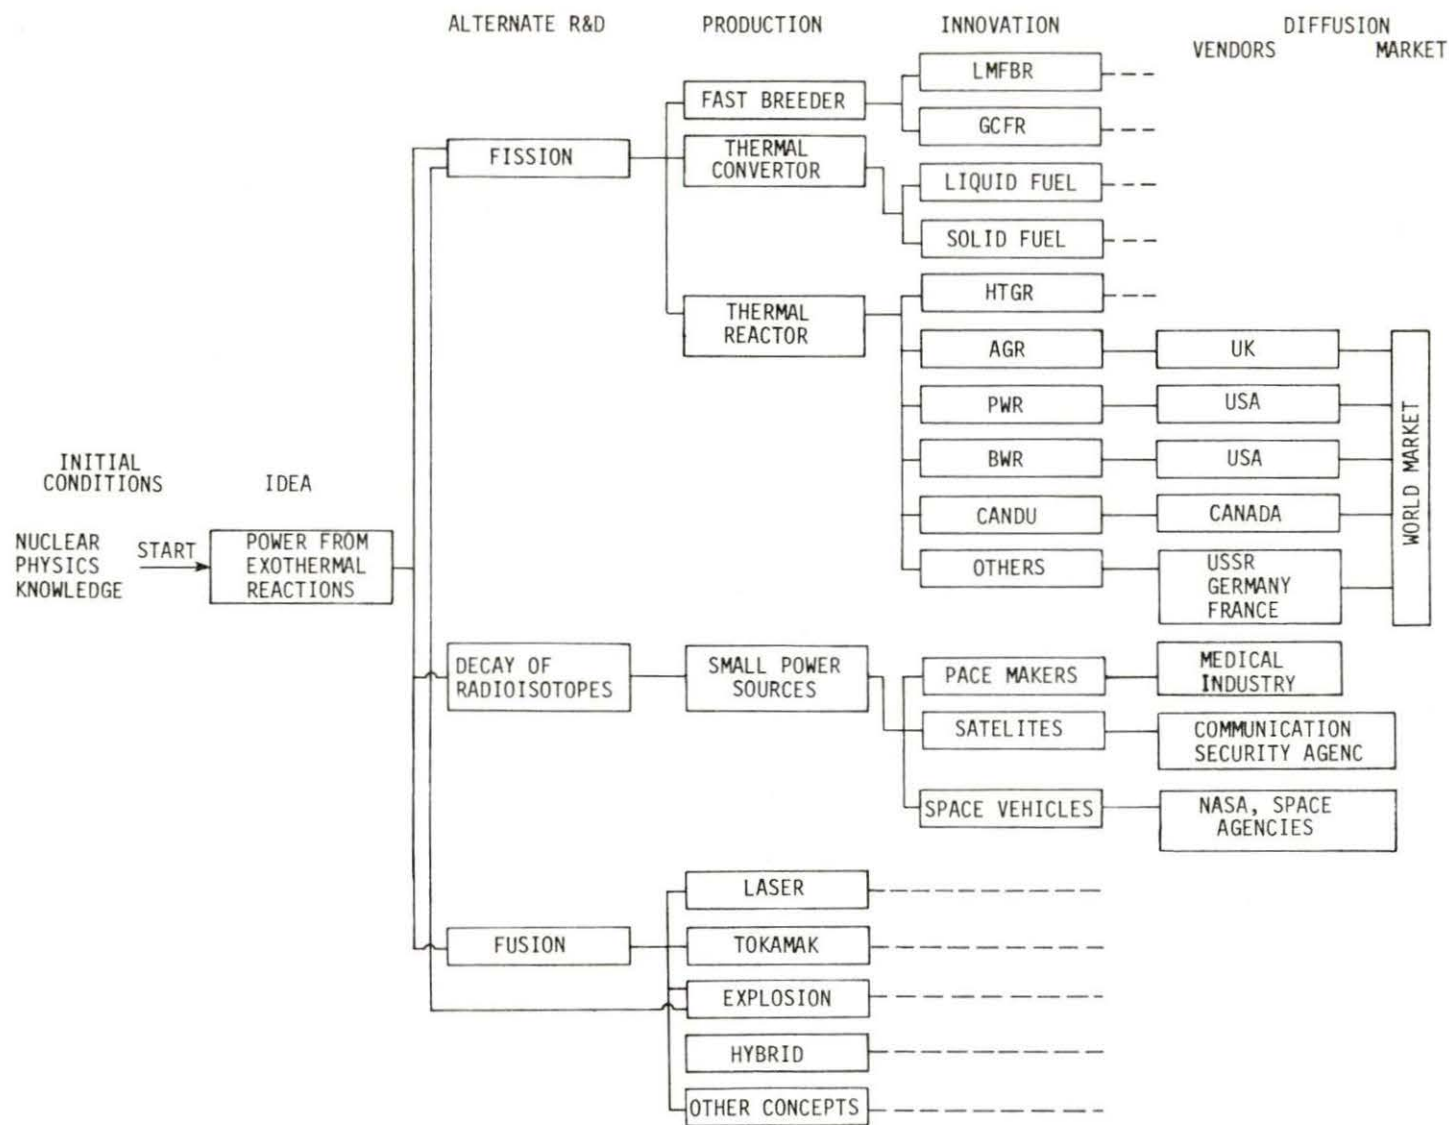 ALTERNATE R&D
PRODUCTION
INNOVATION
DIFFUSION
VENDORS
MARKET
INITIAL
CONDITIONS
IDEA
NUCLEAR
PHYSICS
KNOWLEDGE
START
POWER FROM
EXOTHERMAL
REACTIONS
FISSION
FAST BREEDER
LMFBR
GCFR
THERMAL
CONVERTOR
LIQUID FUEL
SOLID FUEL
THERMAL
REACTOR
HTGR
AGR
UK
PWR
USA
BWR
USA
CANDU
CANADA
OTHERS
USSR
GERMANY
FRANCE
WORLD MARKET
DECAY OF
RADIOISOTOPES
SMALL POWER
SOURCES
PACE MAKERS
MEDICAL
INDUSTRY
SATELITES
COMMUNICATION
SECURITY AGENC
SPACE VEHICLES
NASA, SPACE
AGENCIES
FUSION
LASER
TOKAMAK
EXPLOSION
HYBRID
OTHER CONCEPTS